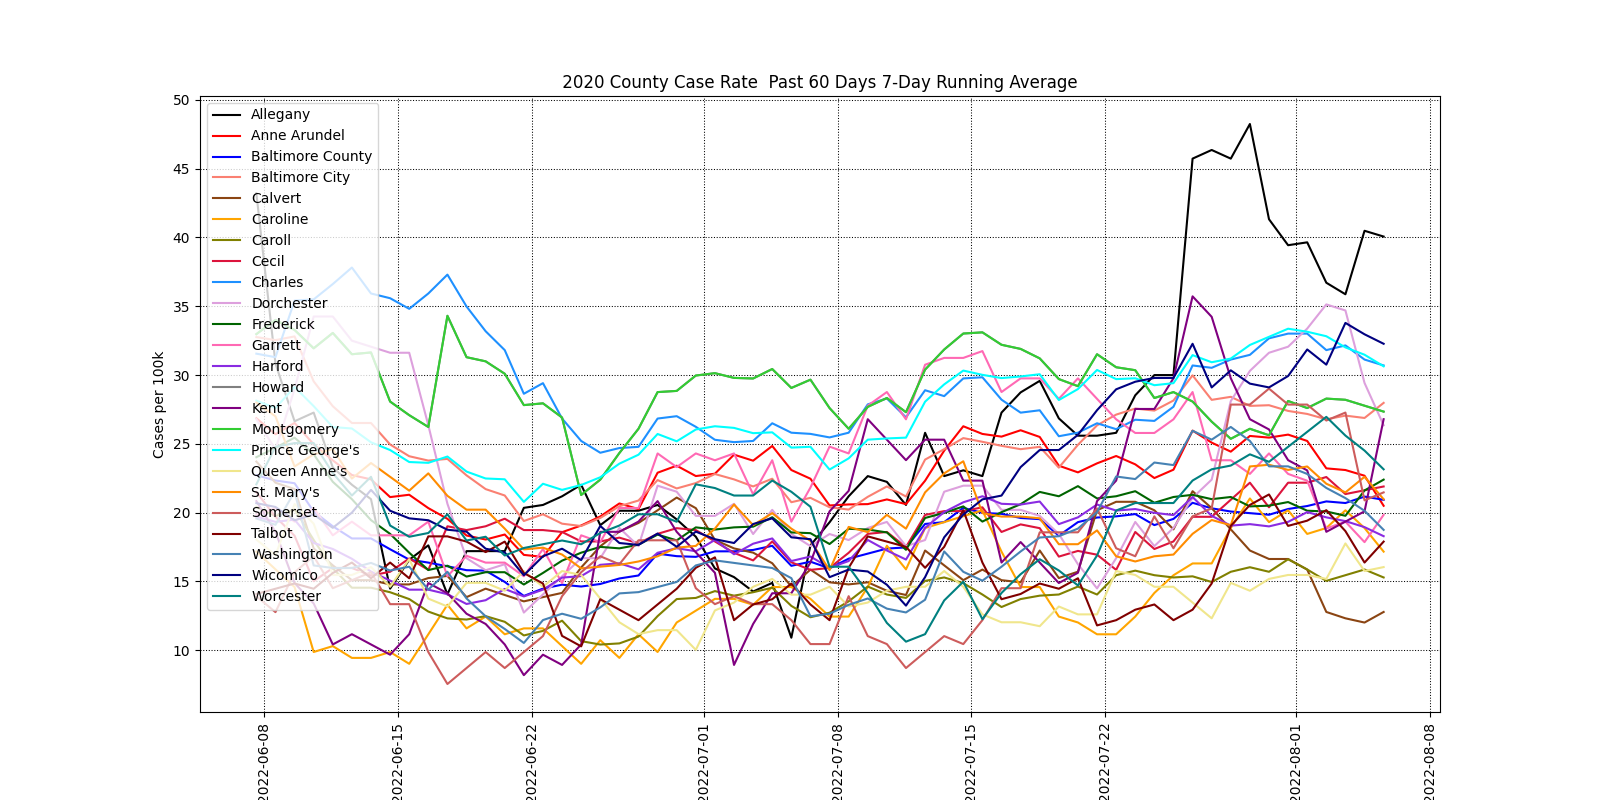 2020 County Case Rate  Past 60 Days 7-Day Running Average
Cases per 100k
50
45
40
35
30
25
20
15
10
Allegany
Anne Arundel
Baltimore County
Baltimore City
Calvert
Caroline
Caroll
Cecil
Charles
Dorchester
Frederick
Garrett
Harford
Howard
Kent
Montgomery
Prince George's
Queen Anne's
St. Mary's
Somerset
Talbot
Washington
Wicomico
Worcester
2022-06-08
2022-06-15
2022-06-22
2022-07-01
2022-07-08
2022-07-15
2022-07-22
2022-08-01
2022-08-08